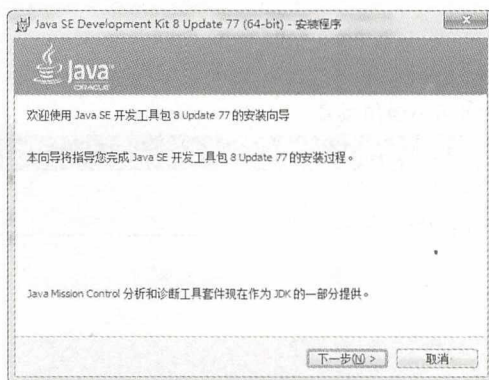 Java SE Development Kit 8 Update 77 (64-bit) - 安装程序
Java
ORACLE
欢迎使用 Java SE 开发工具包 8 Update 77 的安装向导
本向导将指导您完成 Java SE 开发工具包 8 Update 77 的安装过程。
Java Mission Control 分析和诊断工具套件现在作为 JDK 的一部分提供。
下一步(N) > 取消